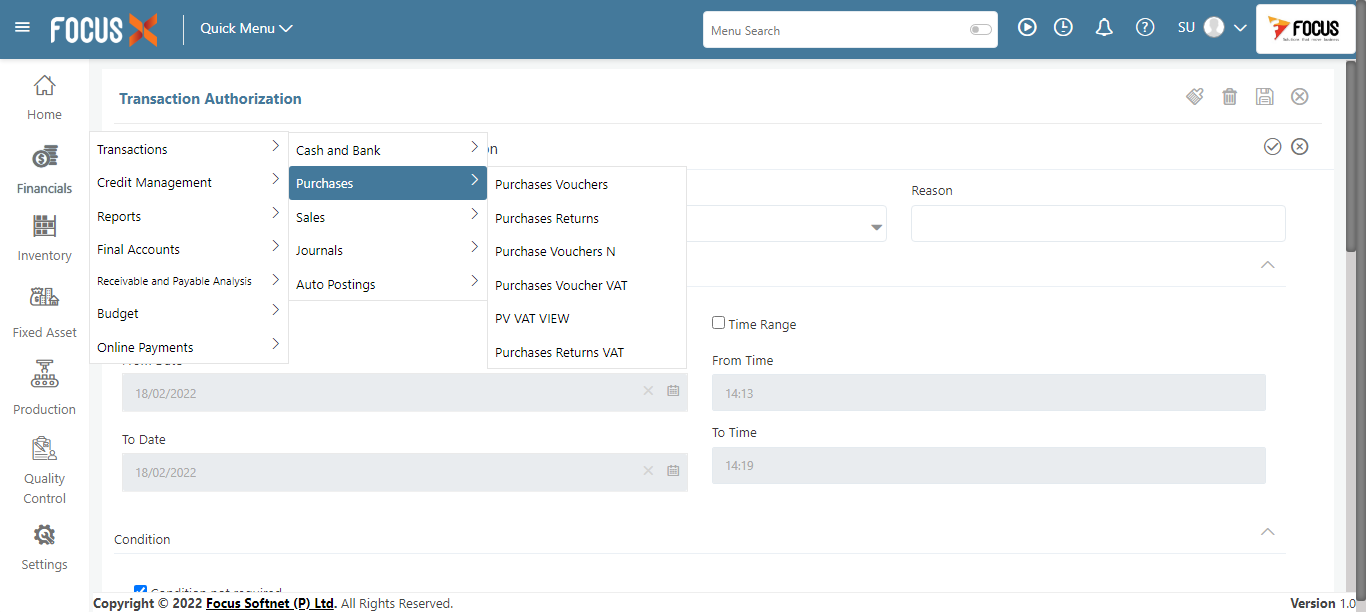 FOCUS X
Quick Menu
Menu Search
SU
FOCUS
Home
Financials
Inventory
Fixed Asset
Production
Quality
Control
Settings
Transaction Authorization
Transactions
Credit Management
Reports
Final Accounts
Receivable and Payable Analysis
Budget
Online Payments
Cash and Bank
Purchases
Sales
Journals
Auto Postings
Purchases Vouchers
Purchases Returns
Purchase Vouchers N
Purchases Voucher VAT
PV VAT VIEW
Purchases Returns VAT
Reason
Time Range
From Date
18/02/2022
From Time
14:13
To Date
18/02/2022
To Time
14:19
Condition
Condition not required
Copyright © 2022 Focus Softnet (P) Ltd. All Rights Reserved.
Version 1.0